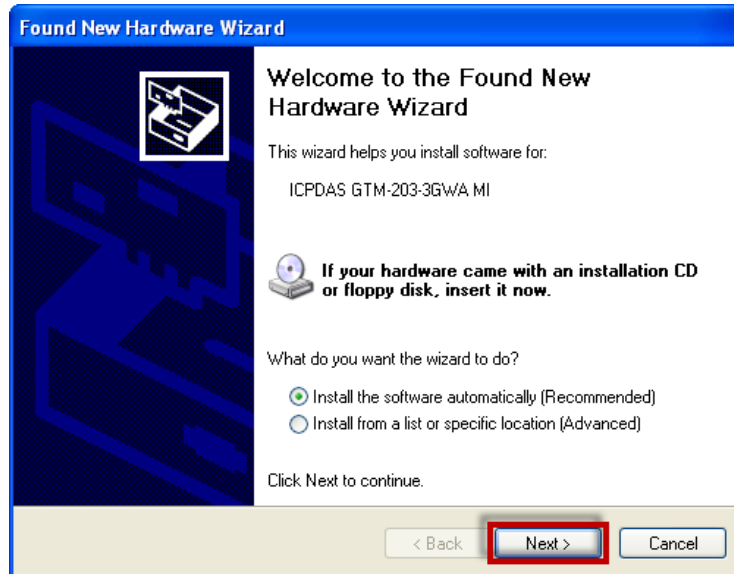 Found New Hardware Wizard
Welcome to the Found New
Hardware Wizard
This wizard helps you install software for:
ICPDAS GTM-203-3GWA MI
If your hardware came with an installation CD
or floppy disk, insert it now.
What do you want the wizard to do?
Install the software automatically (Recommended)
Install from a list or specific location (Advanced)
Click Next to continue.
< Back
Next >
Cancel